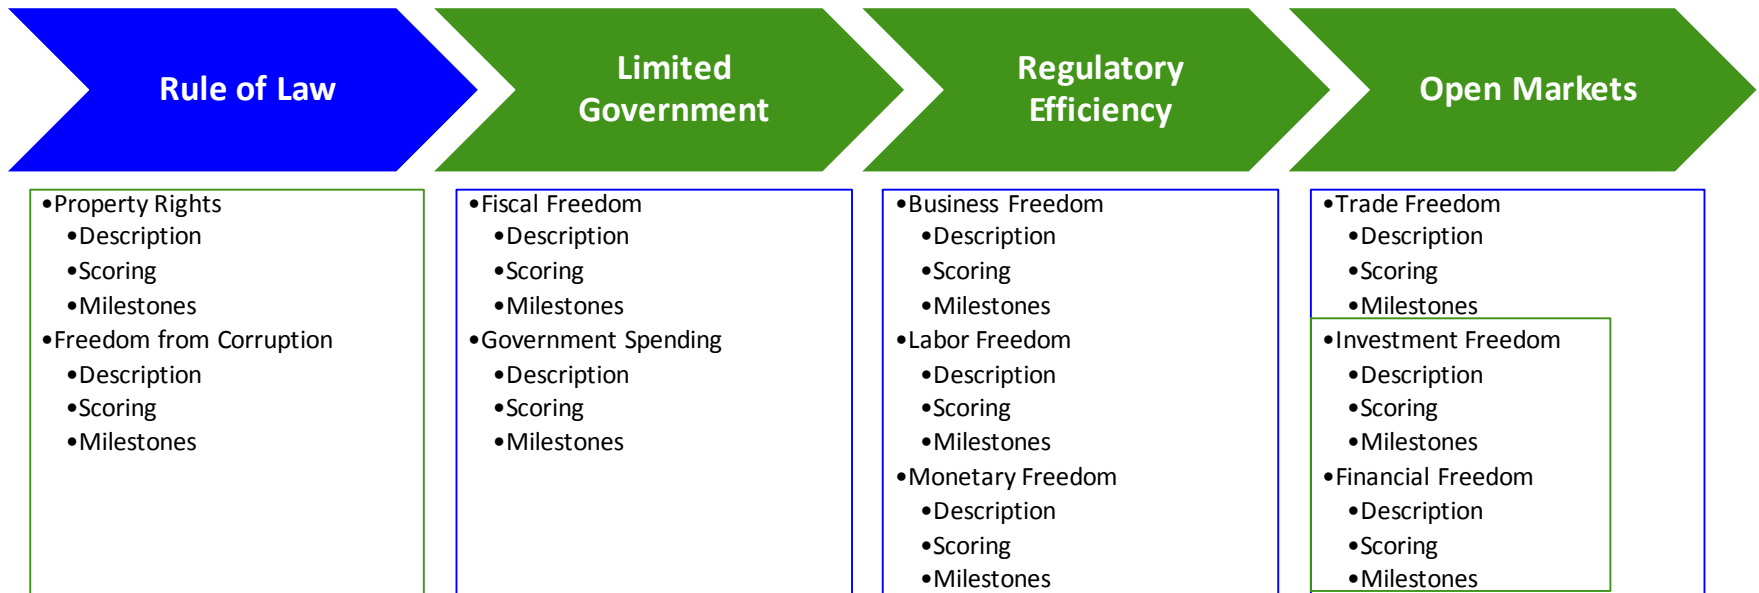 Rule of Law
Limited
Government
Regulatory
Efficiency
Open Markets
•Property Rights
•Description
•Scoring
•Milestones
•Freedom from Corruption
•Description
•Scoring
•Milestones
•Fiscal Freedom
•Description
•Scoring
•Milestones
•Government Spending
•Description
•Scoring
•Milestones
•Business Freedom
•Description
•Scoring
•Milestones
•Labor Freedom
•Description
•Scoring
•Milestones
•Monetary Freedom
•Description
•Scoring
•Milestones
•Trade Freedom
•Description
•Scoring
•Milestones
•Investment Freedom
•Description
•Scoring
•Milestones
•Financial Freedom
•Description
•Scoring
•Milestones